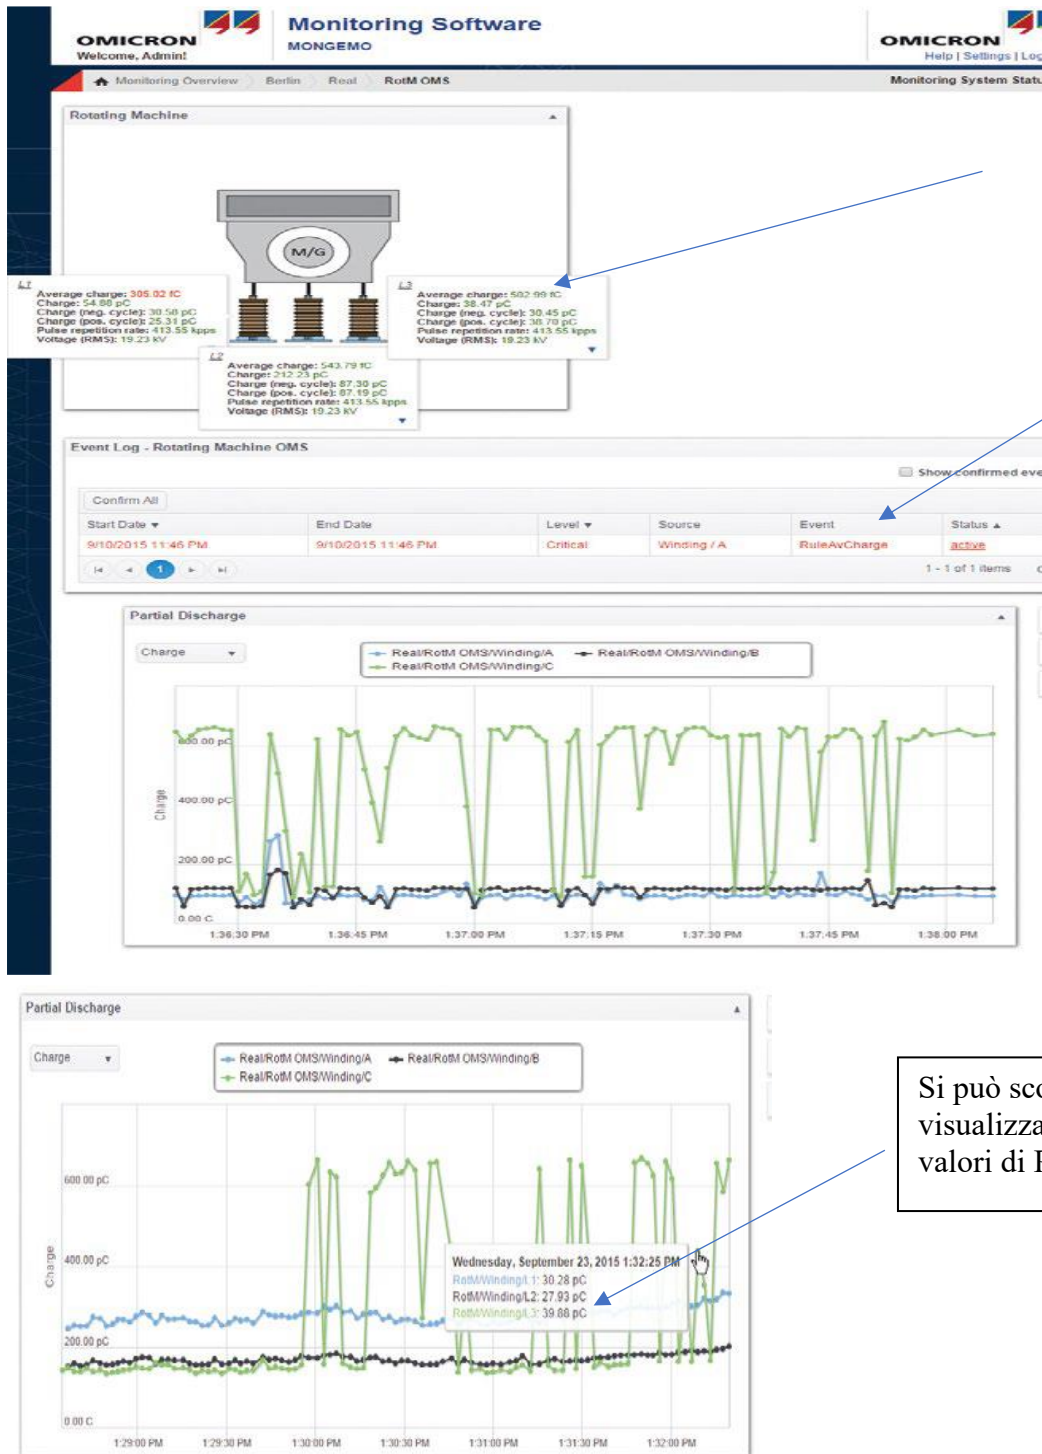 OMICRON
Welcome, Admin!
Monitoring Software
MONGEMO
OMICRON
Help | Settings | Log
Monitoring Overview Berlin Real RotM OMS
Monitoring System Statu
Rotating Machine
M/G
L1
Average charge: 305.02 fC
Charge: 54.88 pC
Charge (neg. cycle): 30.58 pC
Charge (pos. cycle): 25.31 pC
Pulse repetition rate: 413.55 kpps
Voltage (RMS): 19.23 kV
L3
Average charge: 502.99 fC
Charge: 38.47 pC
Charge (neg. cycle): 30.45 pC
Charge (pos. cycle): 38.70 pC
Pulse repetition rate: 413.55 kpps
Voltage (RMS): 19.23 kV
L2
Average charge: 543.79 fC
Charge: 212.23 pC
Charge (neg. cycle): 87.30 pC
Charge (pos. cycle): 87.19 pC
Pulse repetition rate: 413.55 kpps
Voltage (RMS): 19.23 kV
Event Log - Rotating Machine OMS
Show confirmed eve
Confirm All
Start Date End Date Level Source Event Status
9/10/2015 11:46 PM 9/10/2015 11:46 PM Critical Winding / A RuleAvCharge active
1
1 - 1 of 1 items
Partial Discharge
Charge
Real/RotM OMS/Winding/A Real/RotM OMS/Winding/B
Real/RotM OMS/Winding/C
600.00 pC
400.00 pC
200.00 pC
0.00 C
Charge
1:36:30 PM 1:36:45 PM 1:37:00 PM 1:37:15 PM 1:37:30 PM 1:37:45 PM 1:38:00 PM
Partial Discharge
Charge
Real/RotM OMS/Winding/A Real/RotM OMS/Winding/B
Real/RotM OMS/Winding/C
600.00 pC
400.00 pC
200.00 pC
0.00 C
Charge
Wednesday, September 23, 2015 1:32:25 PM
RotM/Winding/L1: 30.28 pC
RotM/Winding/L2: 27.93 pC
RotM/Winding/L3: 39.88 pC
1:29:00 PM 1:29:30 PM 1:30:00 PM 1:30:30 PM 1:31:00 PM 1:31:30 PM 1:32:00 PM
Si può sco
visualizza
valori di